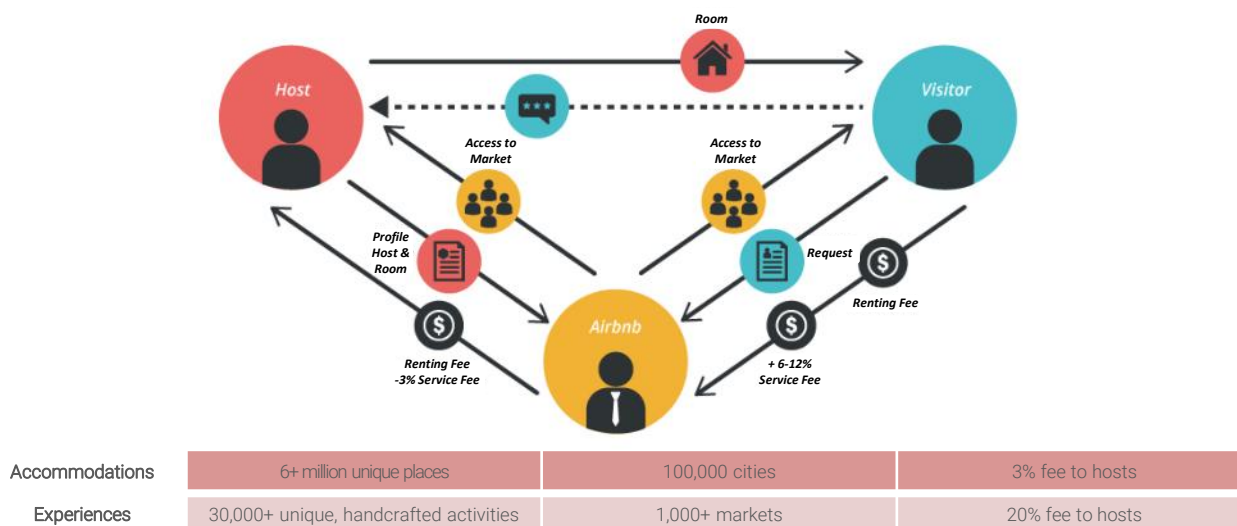 Room
Host
Visitor
Access to
Market
Access to
Market
Profile
Host &
Room
Request
Renting Fee
Airbnb
Renting Fee
-3% Service Fee
+ 6-12%
Service Fee
Accommodations 6+ million unique places 100,000 cities 3% fee to hosts
Experiences 30,000+ unique, handcrafted activities 1,000+ markets 20% fee to hosts